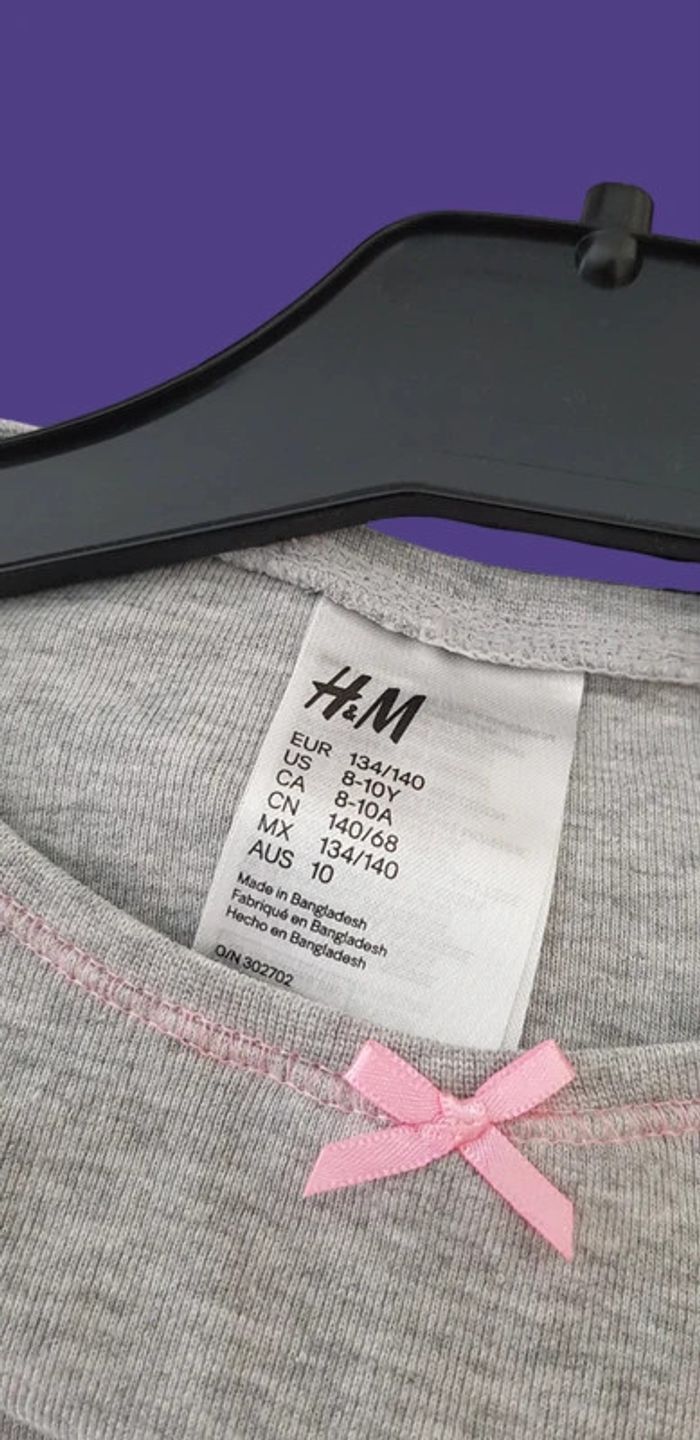 H&M
EUR 134/140
US 8-10Y
CA 8-10A
CN 140/68
MX 134/140
AUS 10
Made in Bangladesh
Fabriqué en Bangladesh
Hecho en Bangladesh
O/N 302702